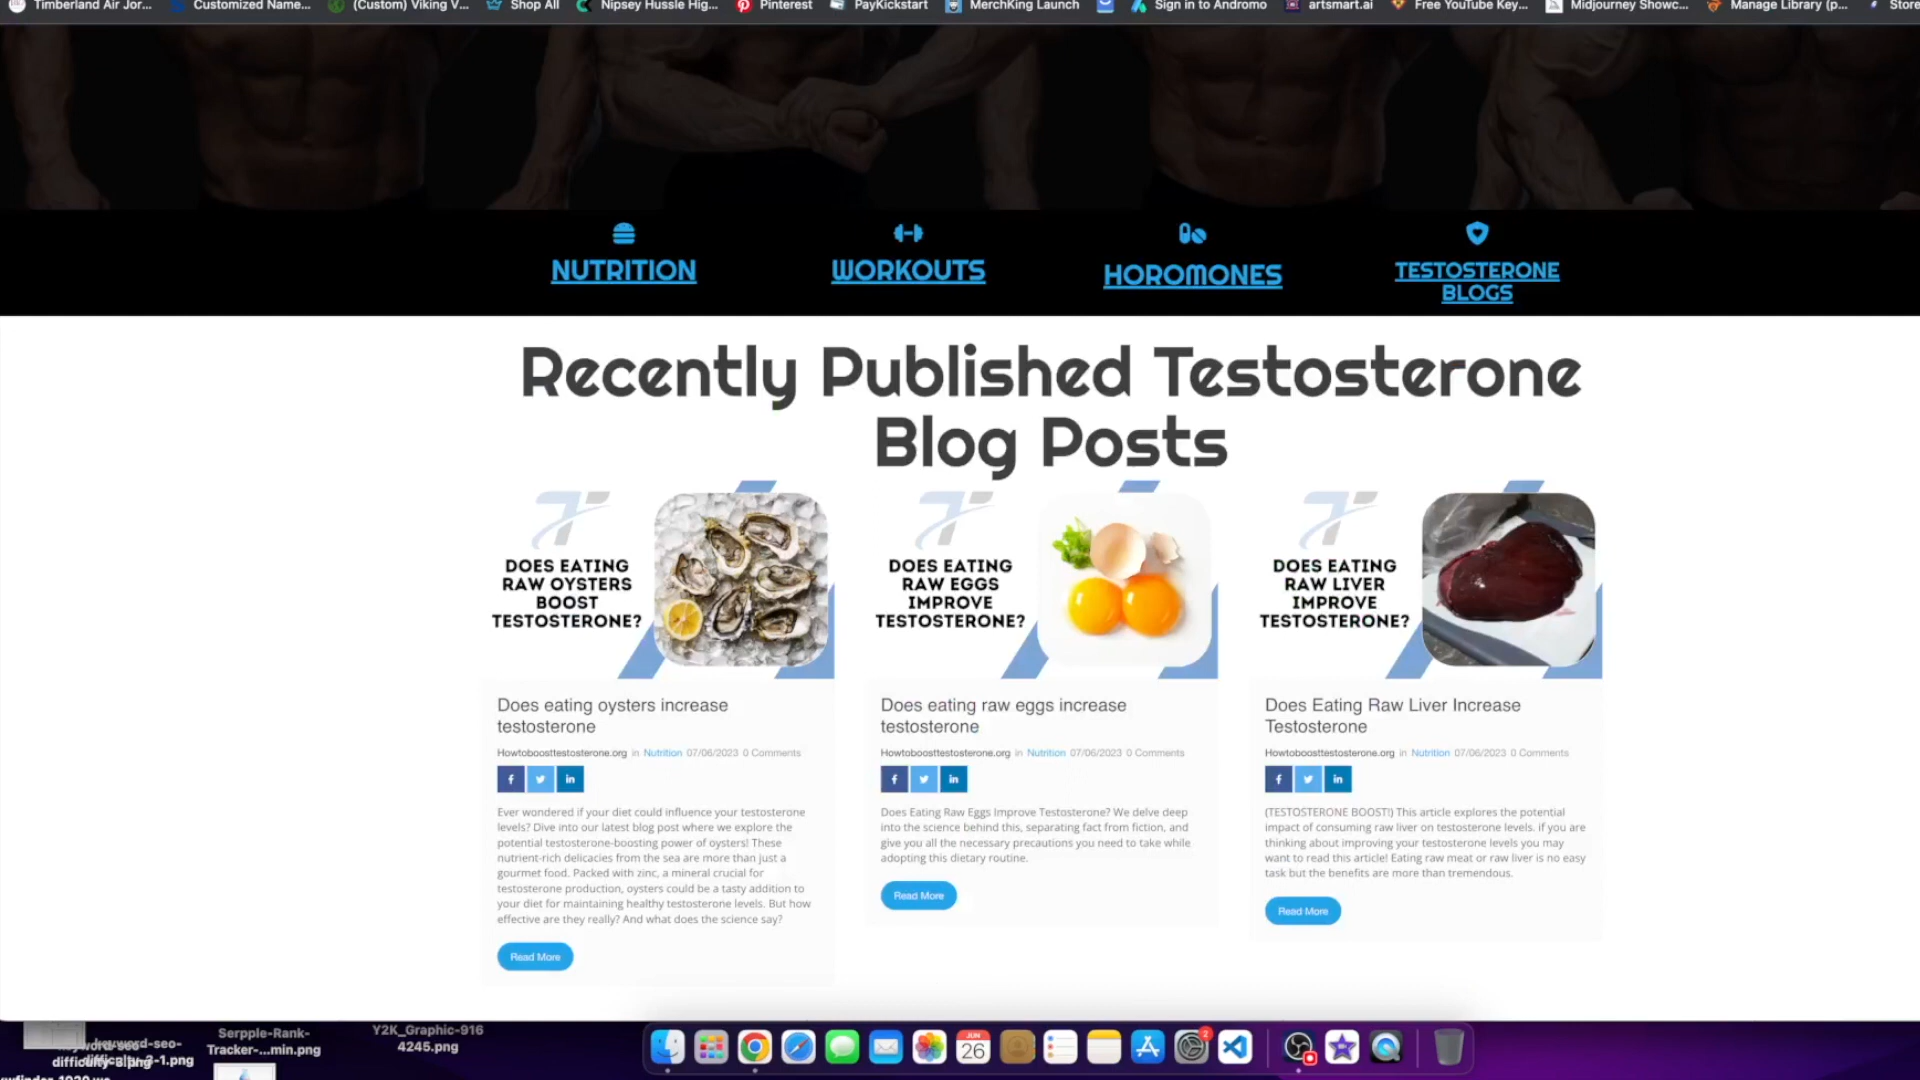 Timberland Air Jor...
Customized Name...
(Custom) Viking V...
Shop All
Nipsey Hussle Hig...
Pinterest
PayKickstart
MerchKing Launch
Sign in to Andromo
artsmart.ai
Free YouTube Key...
Midjourney Showc...
Manage Library (p...
Store
NUTRITION
WORKOUTS
HOROMONES
TESTOSTERONE
BLOGS
Recently Published Testosterone
Blog Posts
DOES EATING
RAW OYSTERS
BOOST
TESTOSTERONE?
Does eating oysters increase
testosterone
Howtoboosttestosterone.org in Nutrition 07/06/2023 0 Comments
Ever wondered if your diet could influence your testosterone
levels? Dive into our latest blog post where we explore the
potential testosterone-boosting power of oysters! These
nutrient-rich delicacies from the sea are more than just a
gourmet food. Packed with zinc, a mineral crucial for
testosterone production, oysters could be a tasty addition to
your diet for maintaining healthy testosterone levels. But how
effective are they really? And what does the science say?
Read More
DOES EATING
RAW EGGS
IMPROVE
TESTOSTERONE?
Does eating raw eggs increase
testosterone
Howtoboosttestosterone.org in Nutrition 07/06/2023 0 Comments
Does Eating Raw Eggs Improve Testosterone? We delve deep
into the science behind this, separating fact from fiction, and
give you all the necessary precautions you need to take while
adopting this dietary routine.
Read More
DOES EATING
RAW LIVER
IMPROVE
TESTOSTERONE?
Does Eating Raw Liver Increase
Testosterone
Howtoboosttestosterone.org in Nutrition 07/06/2023 0 Comments
(TESTOSTERONE BOOST!) This article explores the potential
impact of consuming raw liver on testosterone levels. if you are
thinking about improving your testosterone levels you may
want to read this article! Eating raw meat or raw liver is no easy
task but the benefits are more than tremendous.
Read More
Serpple-Rank-
Tracker-...min.png
Y2K_Graphic-916
4245.png
JUN
26
2